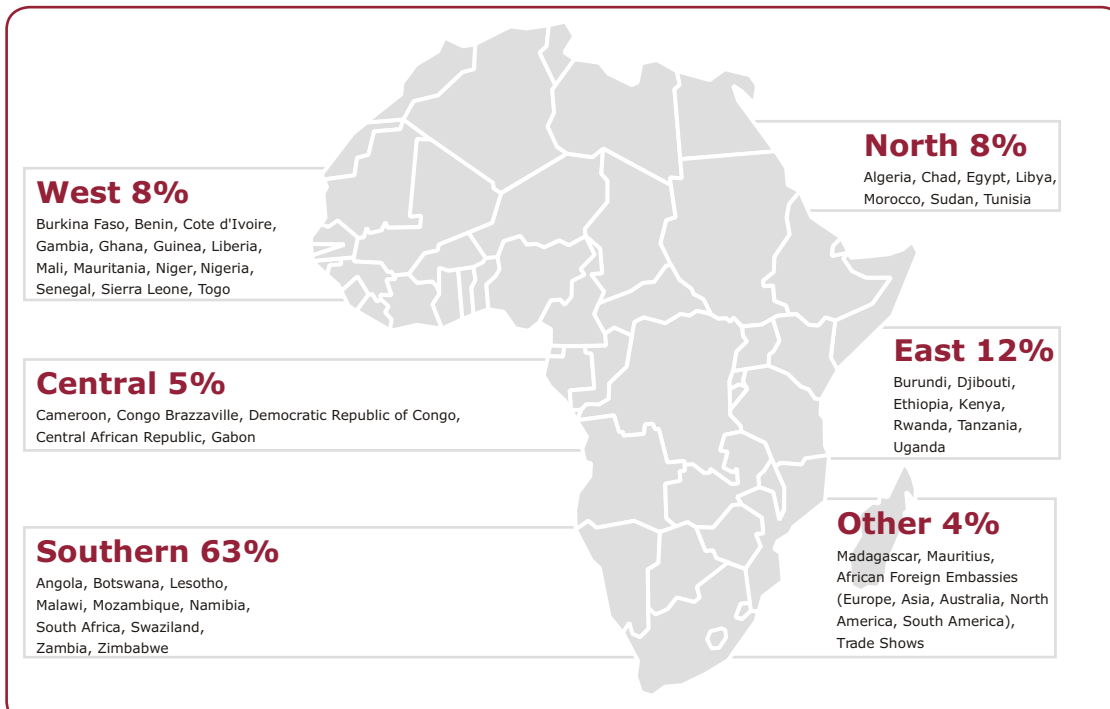 North 8%
Algeria, Chad, Egypt, Libya,
Morocco, Sudan, Tunisia
West 8%
Burkina Faso, Benin, Cote d'Ivoire,
Gambia, Ghana, Guinea, Liberia,
Mali, Mauritania, Niger, Nigeria,
Senegal, Sierra Leone, Togo
East 12%
Burundi, Djibouti,
Ethiopia, Kenya,
Rwanda, Tanzania,
Uganda
Central 5%
Cameroon, Congo Brazzaville, Democratic Republic of Congo,
Central African Republic, Gabon
Other 4%
Madagascar, Mauritius,
African Foreign Embassies
(Europe, Asia, Australia, North
America, South America),
Trade Shows
Southern 63%
Angola, Botswana, Lesotho,
Malawi, Mozambique, Namibia,
South Africa, Swaziland,
Zambia, Zimbabwe